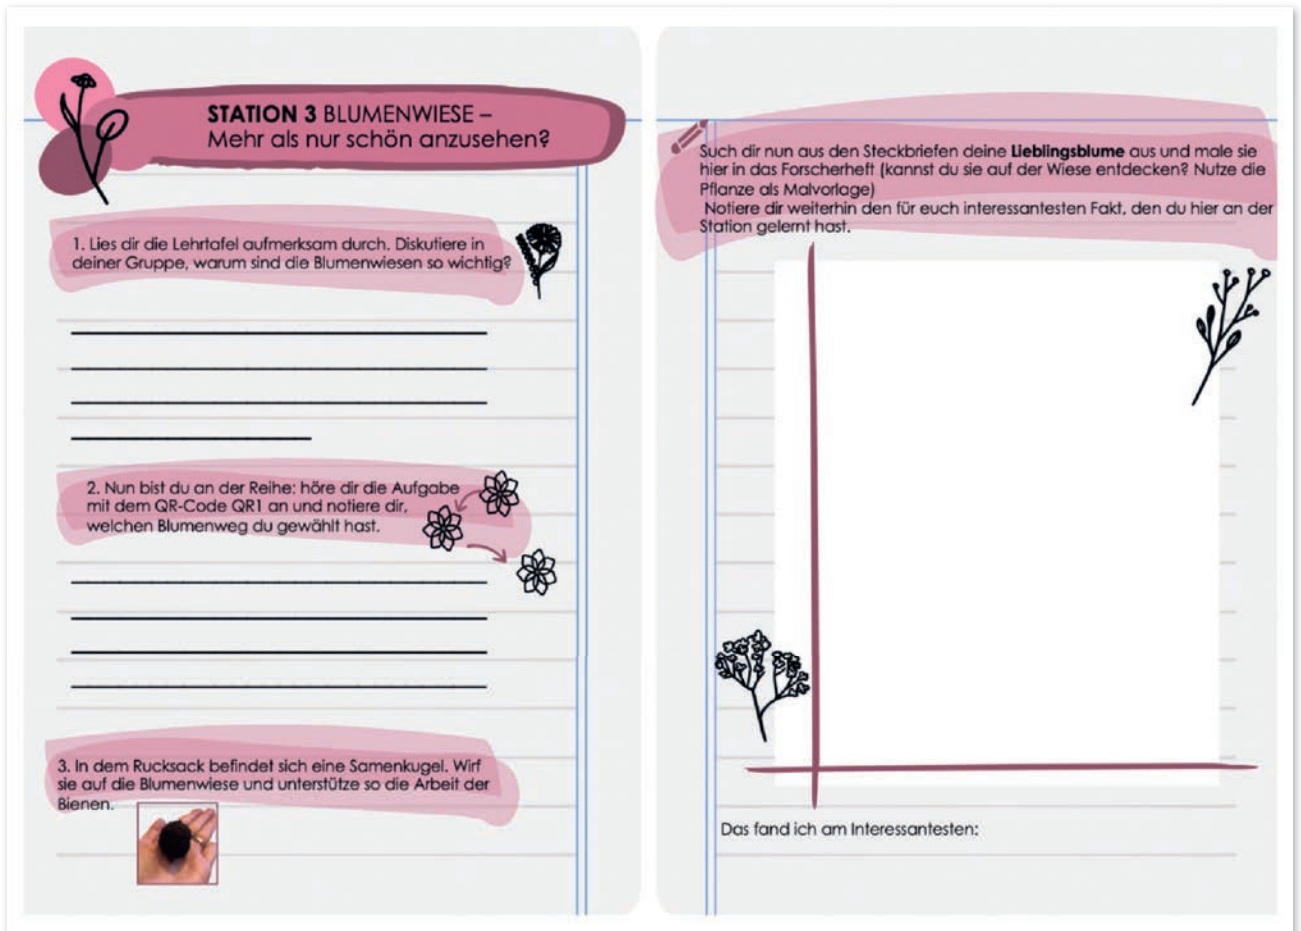 STATION 3 BLUMENWIESE –
Mehr als nur schön anzusehen?
1. Lies dir die Lehrtafel aufmerksam durch. Diskutiere in
deiner Gruppe, warum sind die Blumenwiesen so wichtig?
2. Nun bist du an der Reihe: höre dir die Aufgabe
mit dem QR-Code QR1 an und notiere dir,
welchen Blumenweg du gewählt hast.
3. In dem Rucksack befindet sich eine Samenkugel. Wirf
sie auf die Blumenwiese und unterstütze so die Arbeit der
Bienen.
Such dir nun aus den Steckbriefen deine Lieblingsblume aus und male sie
hier in das Forscherheft (kannst du sie auf der Wiese entdecken? Nutze die
Pflanze als Malvorlage)
Notiere dir weiterhin den für euch interessantesten Fakt, den du hier an der
Station gelernt hast.
Das fand ich am Interessantesten: